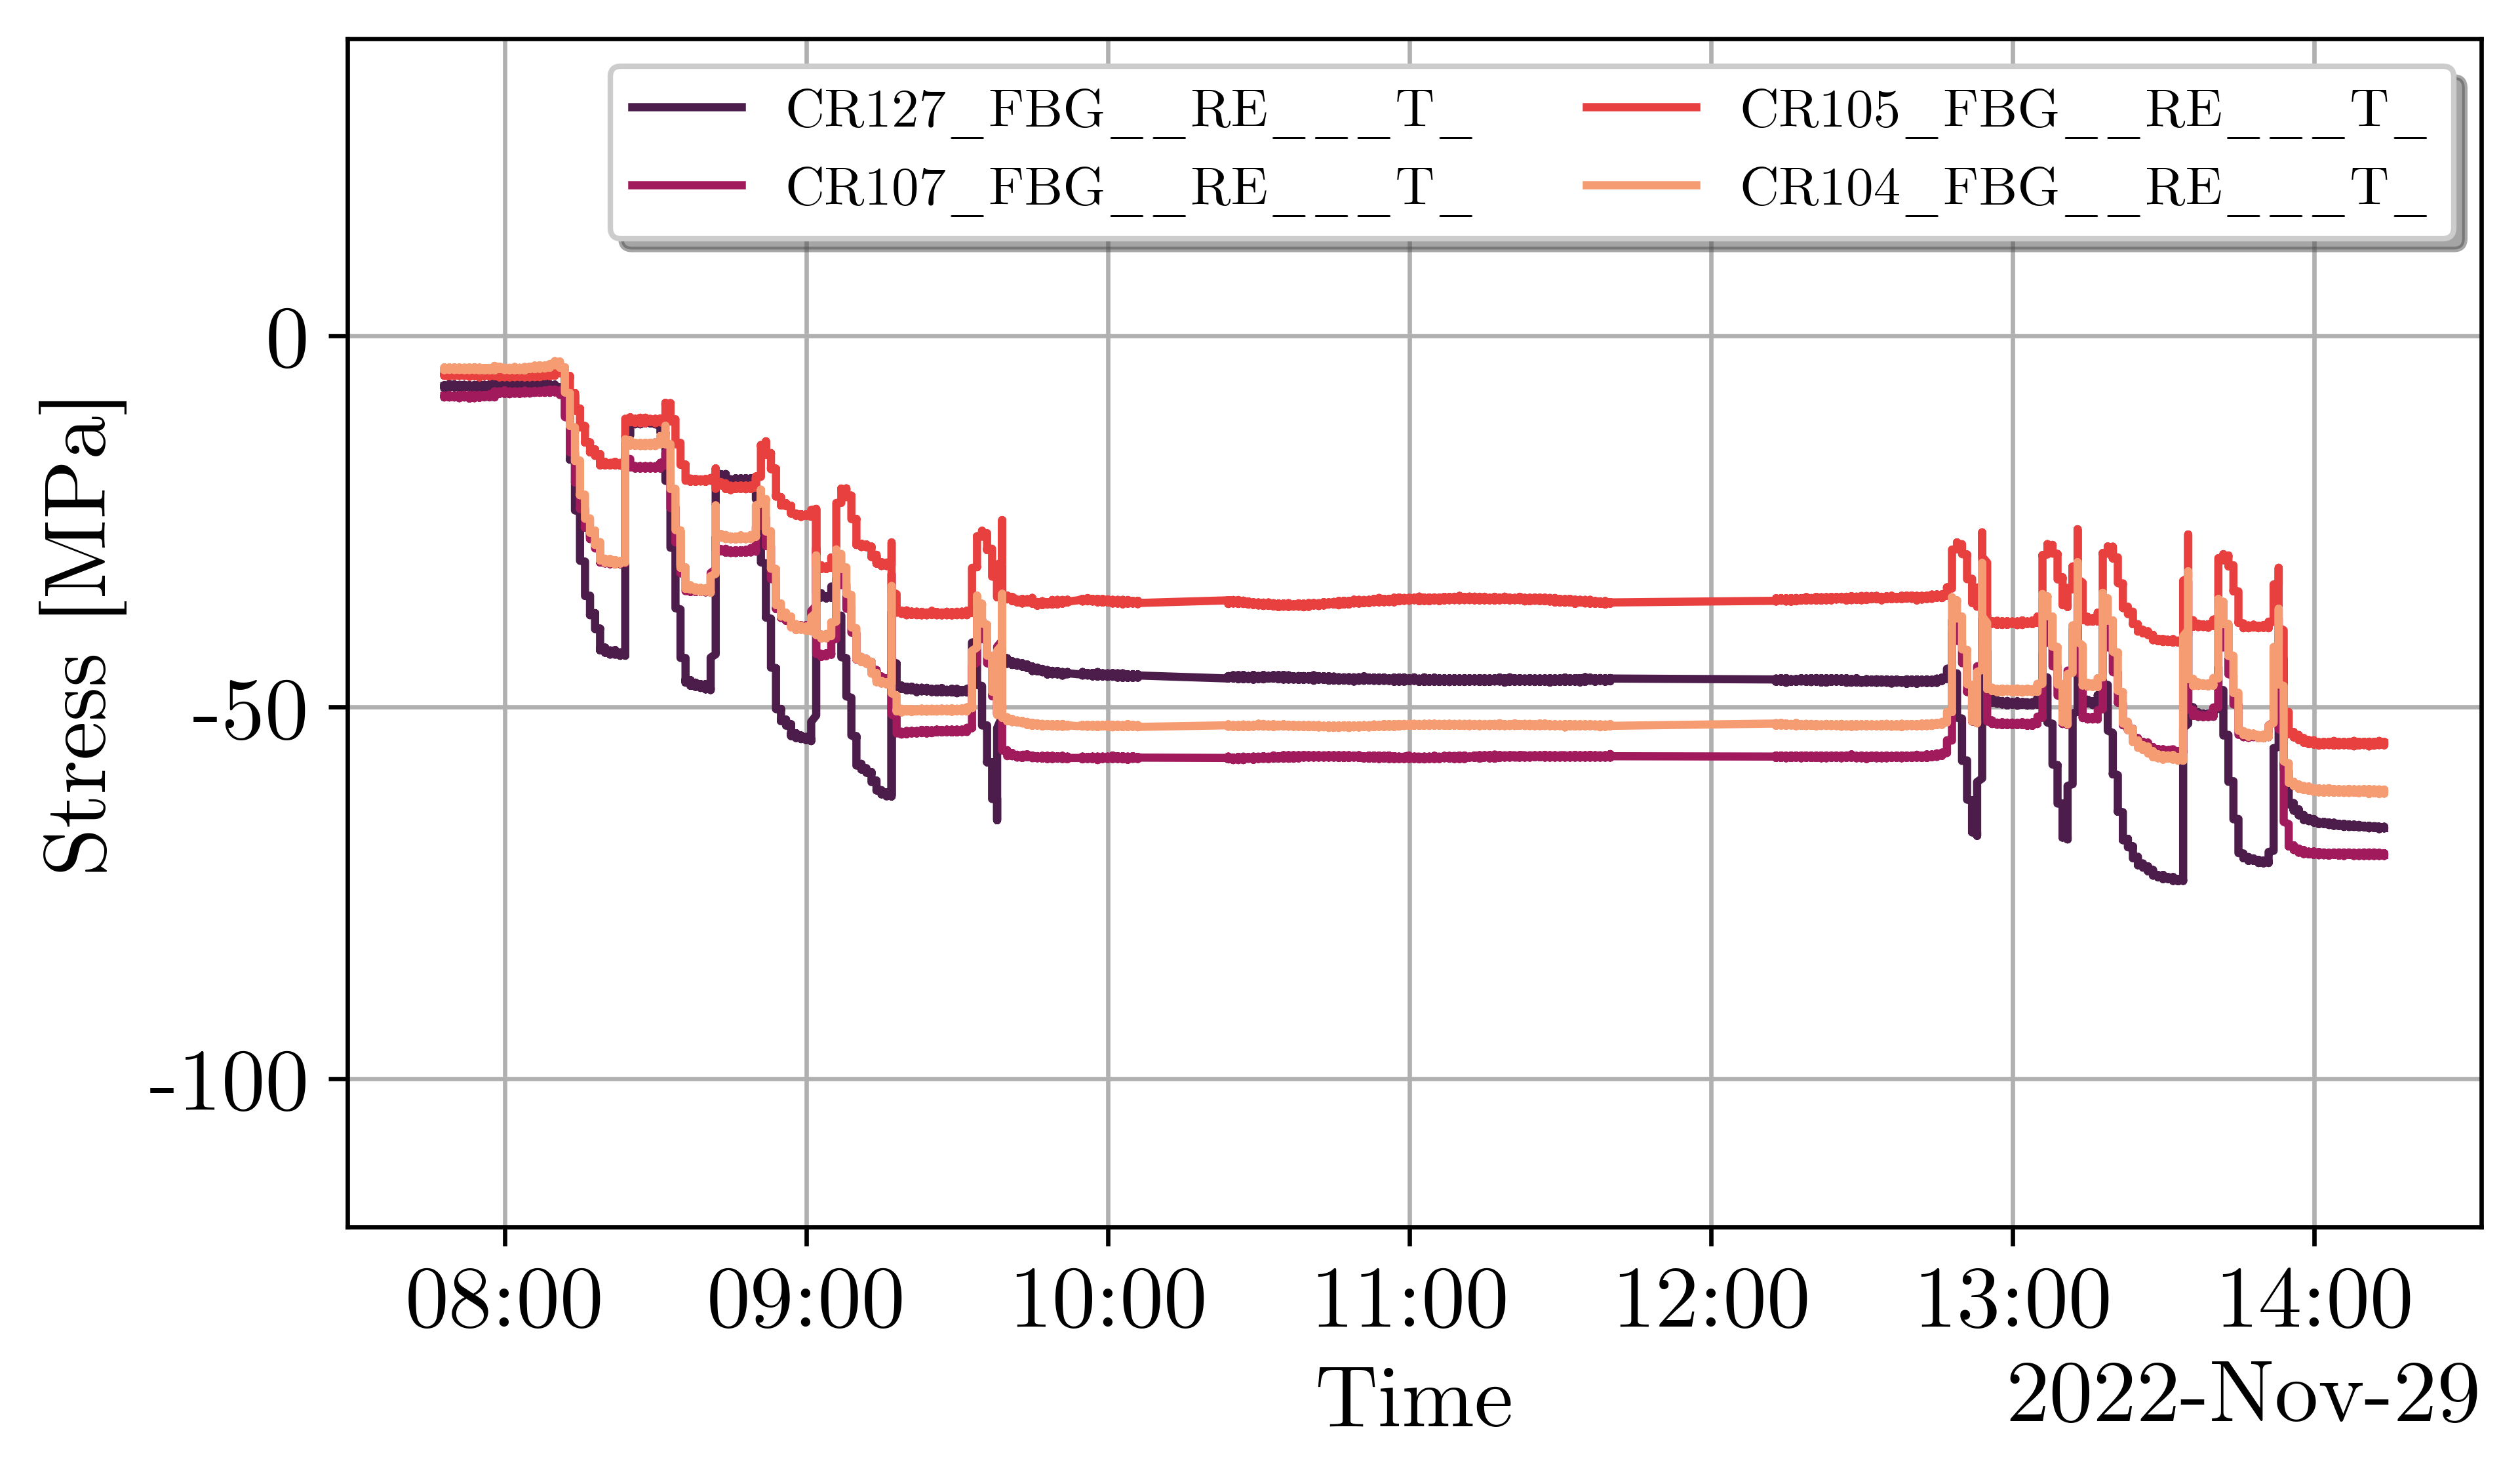 CR127_FBG__RE___T_
CR107_FBG__RE___T_
CR105_FBG__RE___T_
CR104_FBG__RE___T_
Stress [MPa]
0
-50
-100
08:00 09:00 10:00 11:00 12:00 13:00 14:00
Time
2022-Nov-29